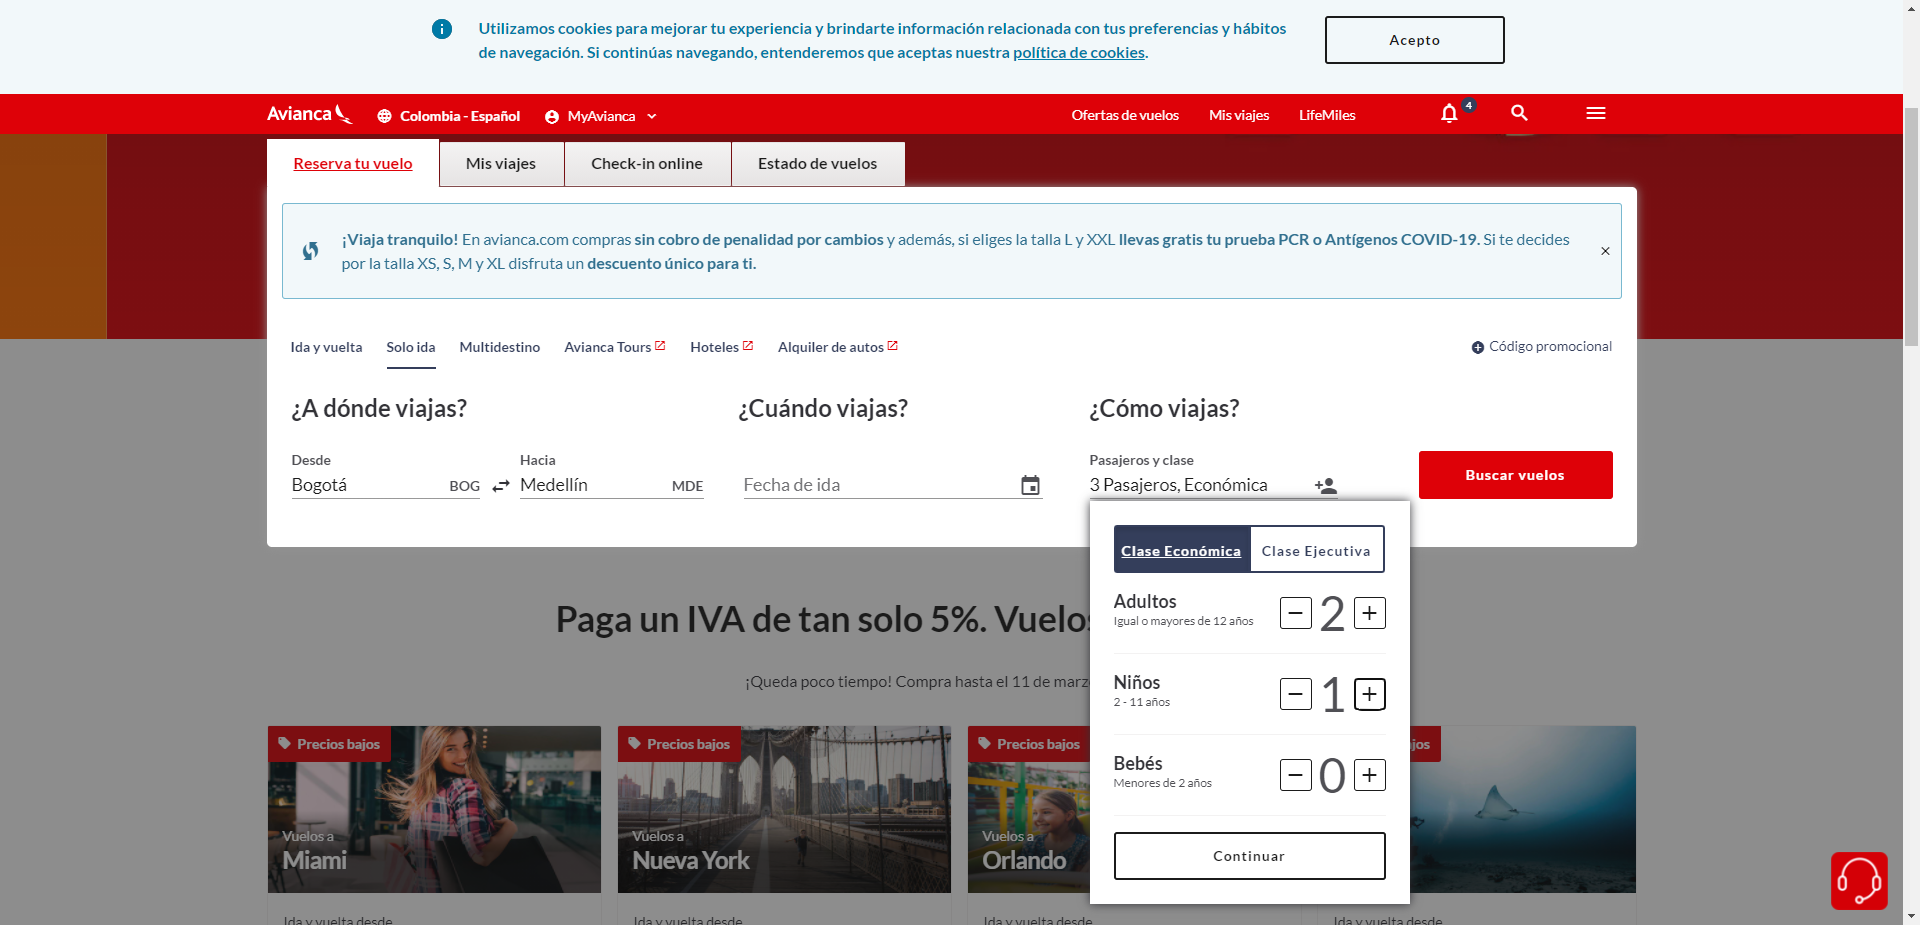 Utilizamos cookies para mejorar tu experiencia y brindarte información relacionada con tus preferencias y hábitos
de navegación. Si continúas navegando, entenderemos que aceptas nuestra política de cookies.
Acepto
Avianca
Colombia - Español
MyAvianca
Ofertas de vuelos
Mis viajes
LifeMiles
4
Reserva tu vuelo
Mis viajes
Check-in online
Estado de vuelos
¡Viaja tranquilo! En avianca.com compras sin cobro de penalidad por cambios y además, si eliges la talla L y XXL llevas gratis tu prueba PCR o Antígenos COVID-19. Si te decides
por la talla XS, S, M y XL disfruta un descuento único para ti.
Ida y vuelta
Solo ida
Multidestino
Avianca Tours
Hoteles
Alquiler de autos
Código promocional
¿A dónde viajas?
¿Cuándo viajas?
¿Cómo viajas?
Desde
Bogotá BOG
Hacia
Medellín MDE
Fecha de ida
Pasajeros y clase
3 Pasajeros, Económica
Buscar vuelos
Clase Económica
Clase Ejecutiva
Adultos
Igual o mayores de 12 años
2
Niños
2 - 11 años
1
Bebés
Menores de 2 años
0
Continuar
Paga un IVA de tan solo 5%. Vuelos
¡Queda poco tiempo! Compra hasta el 11 de marzo
Precios bajos
Vuelos a
Miami
Ida y vuelta desde
Precios bajos
Vuelos a
Nueva York
Ida y vuelta desde
Precios bajos
Vuelos a
Orlando
Ida y vuelta desde
Ida y vuelta desde